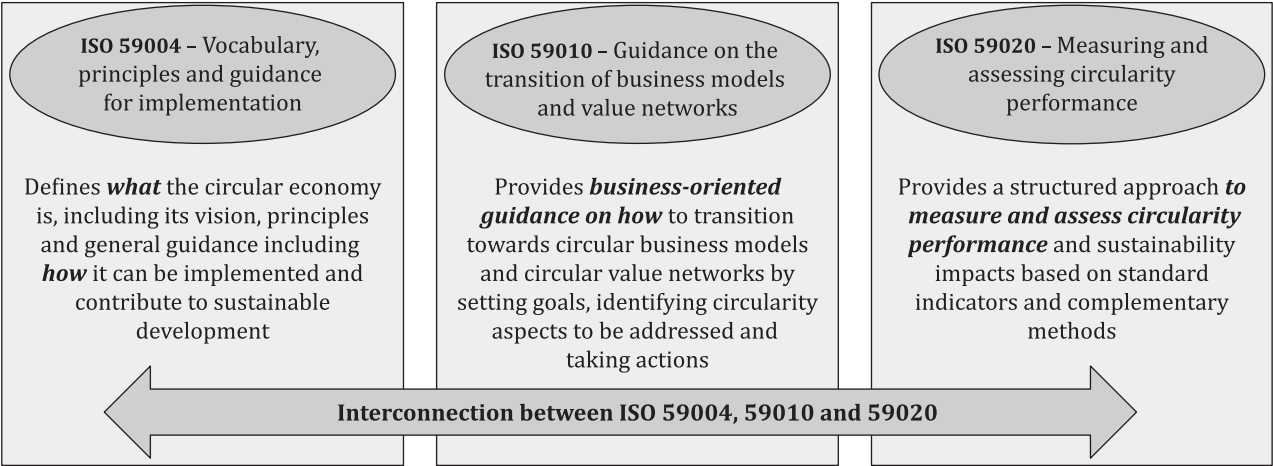 ISO 59004 – Vocabulary,
principles and guidance
for implementation
Defines what the circular economy
is, including its vision, principles
and general guidance including
how it can be implemented and
contribute to sustainable
development
ISO 59010 – Guidance on the
transition of business models
and value networks
Provides business-oriented
guidance on how to transition
towards circular business models
and circular value networks by
setting goals, identifying circularity
aspects to be addressed and
taking actions
ISO 59020 – Measuring and
assessing circularity
performance
Provides a structured approach to
measure and assess circularity
performance and sustainability
impacts based on standard
indicators and complementary
methods
Interconnection between ISO 59004, 59010 and 59020